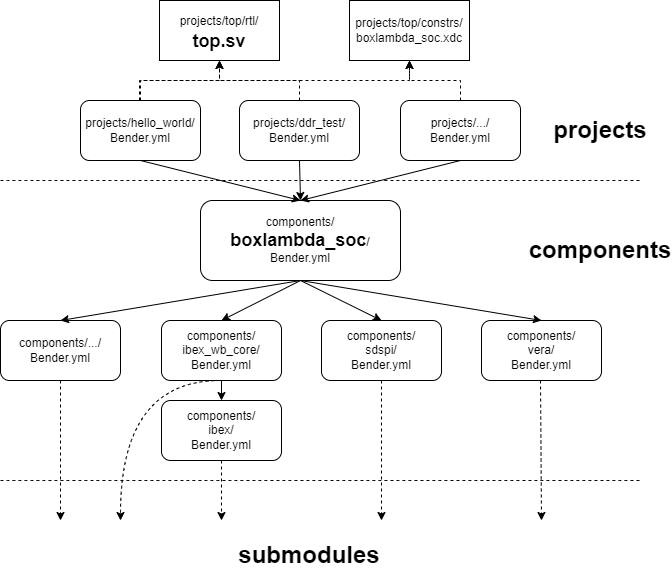 projects/top/rtl/
top.sv
projects/top/constrs/
boxlambda_soc.xdc
projects/hello_world/
Bender.yml
projects/ddr_test/
Bender.yml
projects/.../
Bender.yml
projects
components/
boxlambda_soc/
Bender.yml
components
components/.../
Bender.yml
components/
ibex_wb_core/
Bender.yml
components/
sdspi/
Bender.yml
components/
vera/
Bender.yml
components/
ibex/
Bender.yml
submodules